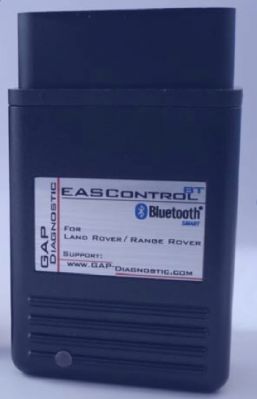 GAP
DIAGNOSTIC
EASCONTROL BT
Bluetooth®
SMART
FOR
LAND ROVER / RANGE ROVER
SUPPORT:
WWW.GAP-DIAGNOSTIC.COM